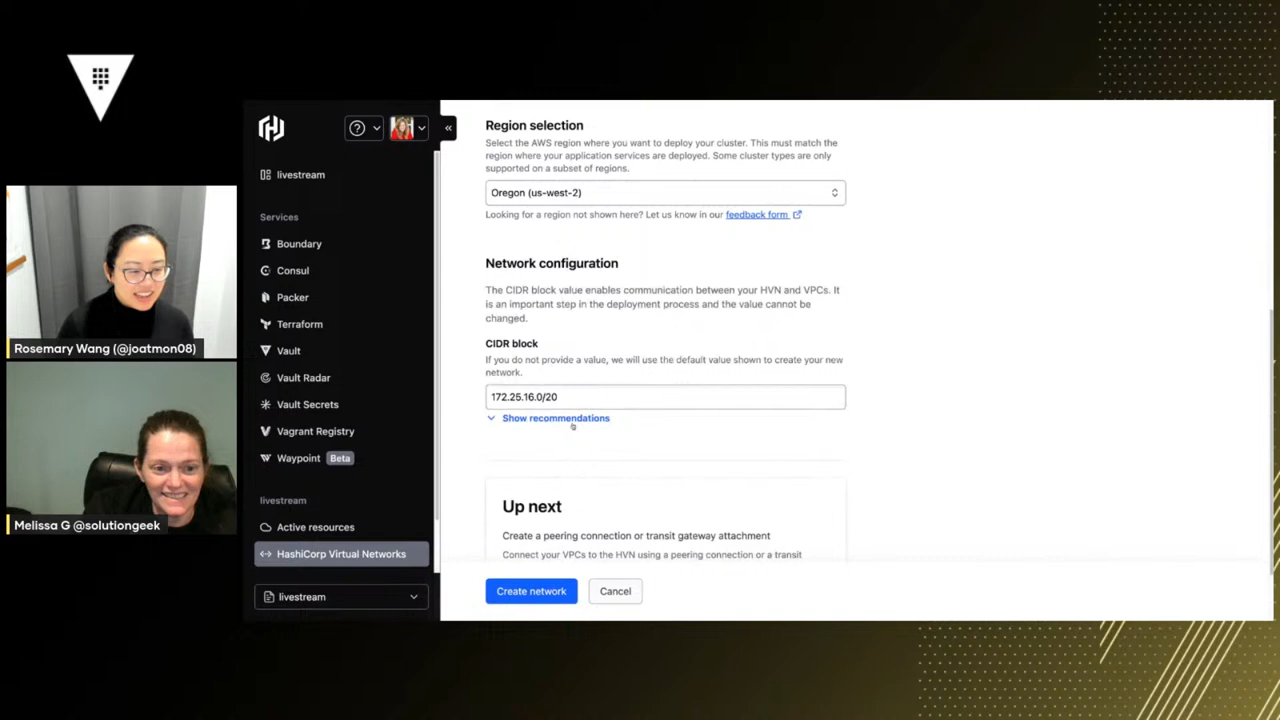 Rosemary Wang (@joatmon08)
Melissa G @solutiongeek
livestream
Services
Boundary
Consul
Packer
Terraform
Vault
Vault Radar
Vault Secrets
Vagrant Registry
Waypoint Beta
livestream
Active resources
HashiCorp Virtual Networks
livestream
Region selection
Select the AWS region where you want to deploy your cluster. This must match the
region where your application services are deployed. Some cluster types are only
supported on a subset of regions.
Oregon (us-west-2)
Looking for a region not shown here? Let us know in our feedback form
Network configuration
The CIDR block value enables communication between your HVN and VPCs. It
is an important step in the deployment process and the value cannot be
changed.
CIDR block
If you do not provide a value, we will use the default value shown to create your new
network.
172.25.16.0/20
Show recommendations
Up next
Create a peering connection or transit gateway attachment
Connect your VPCs to the HVN using a peering connection or a transit
Create network
Cancel